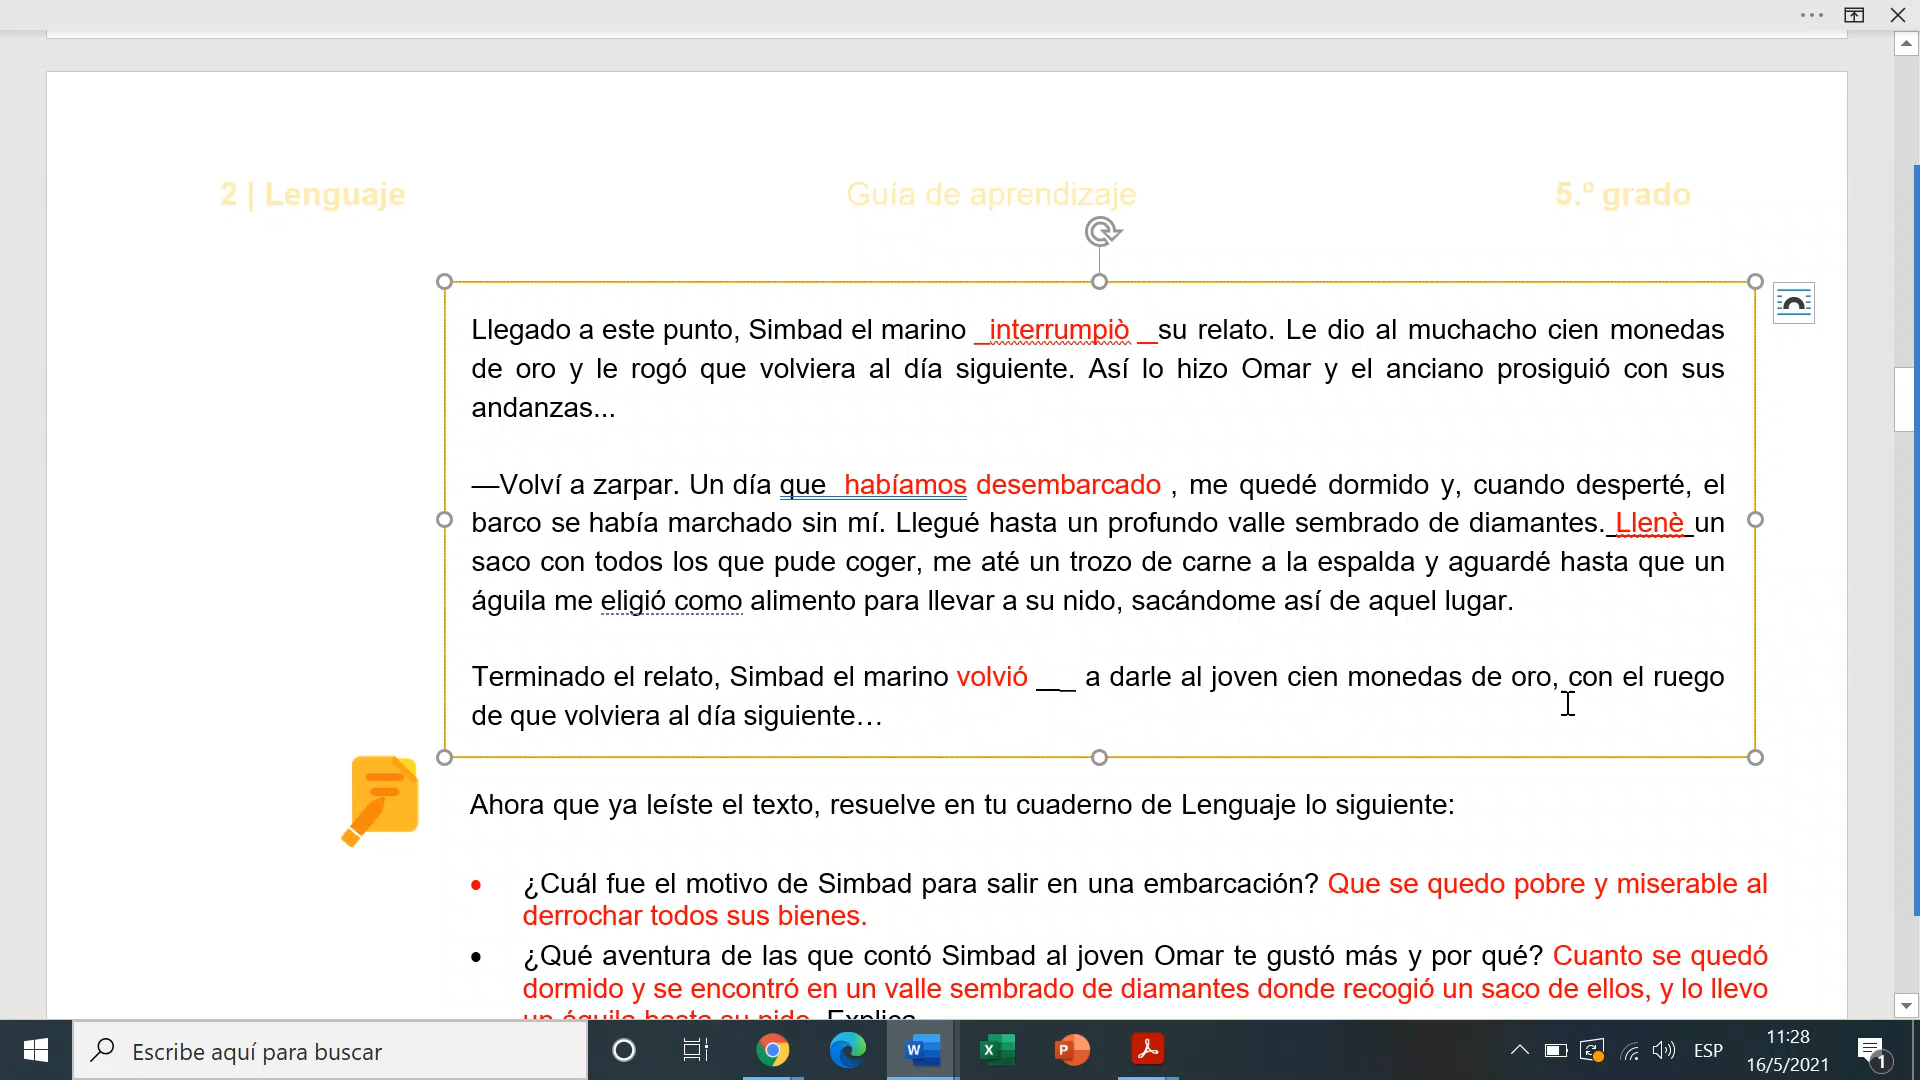 2 | Lenguaje Guía de aprendizaje 5.º grado
Llegado a este punto, Simbad el marino _interrumpiò _su relato. Le dio al muchacho cien monedas
de oro y le rogó que volviera al día siguiente. Así lo hizo Omar y el anciano prosiguió con sus
andanzas...
—Volví a zarpar. Un día que habíamos desembarcado , me quedé dormido y, cuando desperté, el
barco se había marchado sin mí. Llegué hasta un profundo valle sembrado de diamantes._Llenè_un
saco con todos los que pude coger, me até un trozo de carne a la espalda y aguardé hasta que un
águila me eligió como alimento para llevar a su nido, sacándome así de aquel lugar.
Terminado el relato, Simbad el marino volvió ___ a darle al joven cien monedas de oro, con el ruego
de que volviera al día siguiente…
Ahora que ya leíste el texto, resuelve en tu cuaderno de Lenguaje lo siguiente:
• ¿Cuál fue el motivo de Simbad para salir en una embarcación? Que se quedo pobre y miserable al
derrochar todos sus bienes.
• ¿Qué aventura de las que contó Simbad al joven Omar te gustó más y por qué? Cuanto se quedó
dormido y se encontró en un valle sembrado de diamantes donde recogió un saco de ellos, y lo llevo
un águila hasta su nido. Explica
Escribe aquí para buscar
W
X
P
ESP
11:28
16/5/2021
1